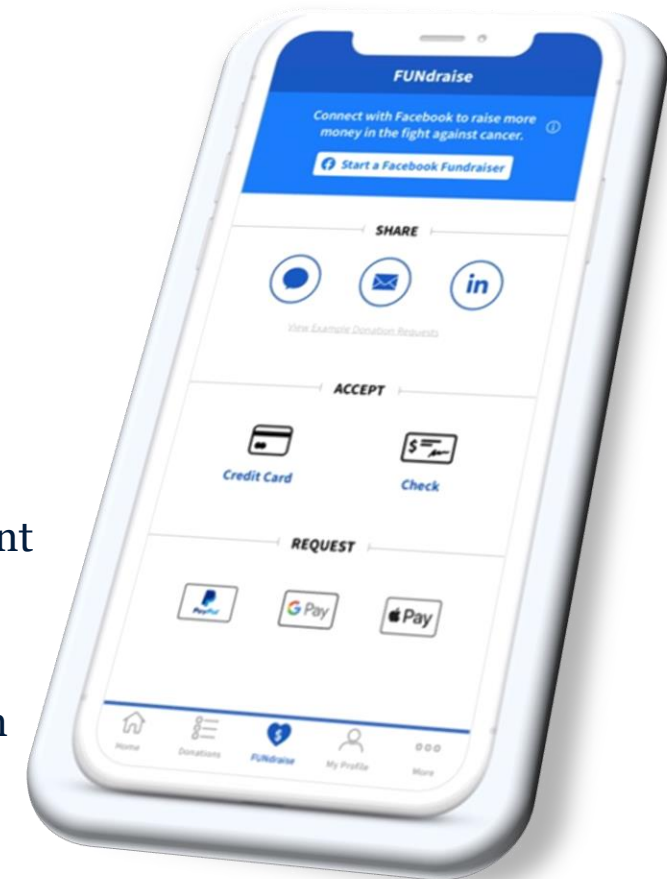 FUNdraise
Connect with Facebook to raise more
money in the fight against cancer.
Start a Facebook Fundraiser
SHARE
in
View Example Donation Requests
ACCEPT
Credit Card
Check
nt
REQUEST
PayPal
G Pay
Pay
n
Home
Donations
FUNdraise
My Profile
More